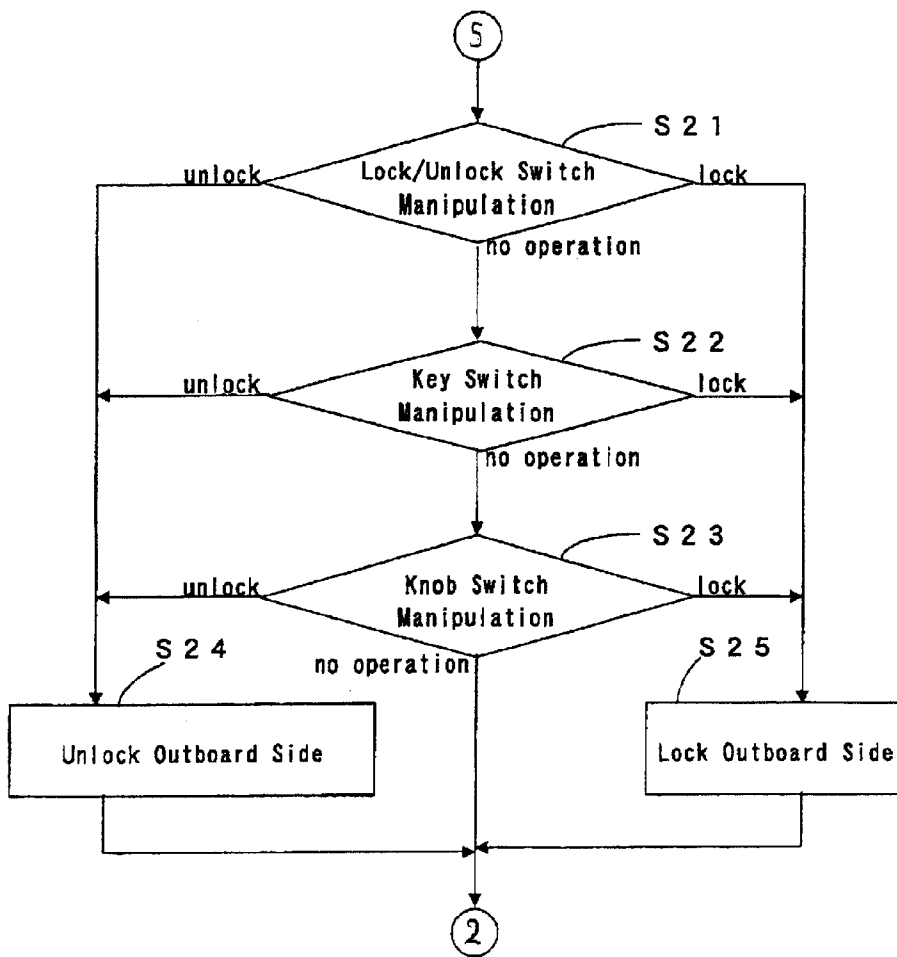 5
S21
unlock
Lock/Unlock Switch
Manipulation
lock
no operation
S22
unlock
Key Switch
Manipulation
lock
no operation
S23
unlock
Knob Switch
Manipulation
lock
no operation
S24
S25
Unlock Outboard Side
Lock Outboard Side
2